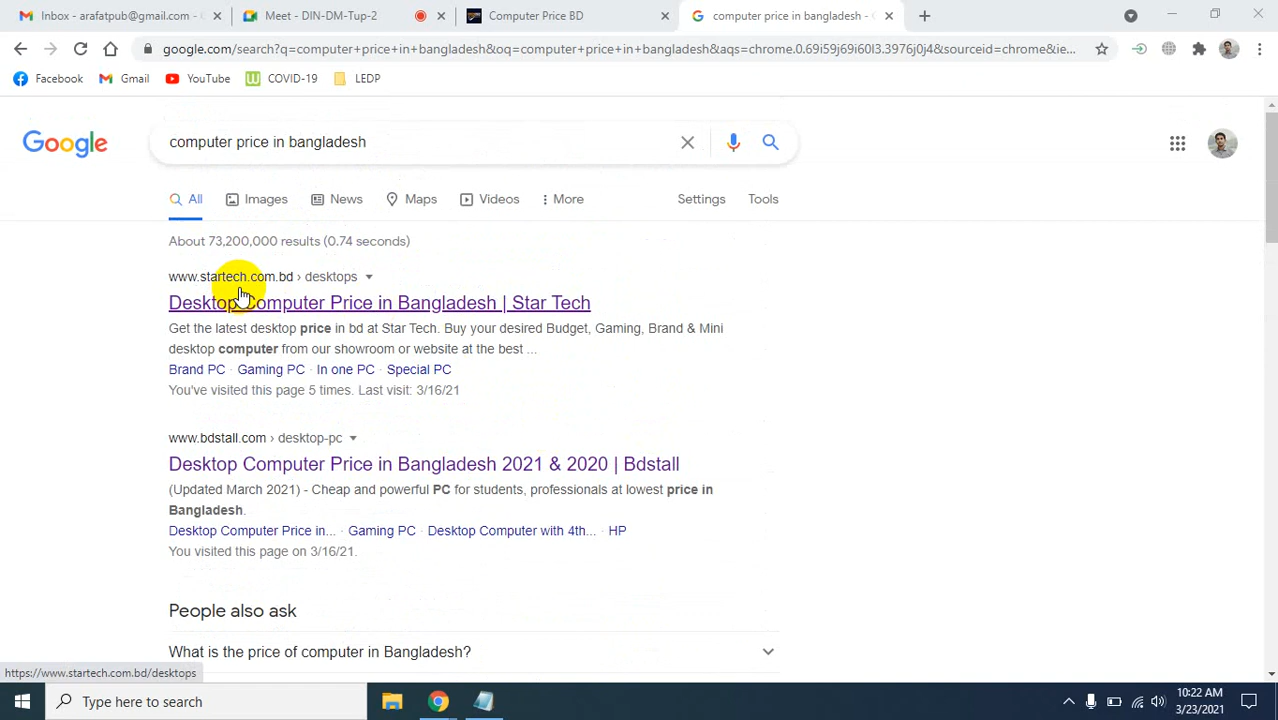 Inbox - arafatpub@gmail.com -
Meet - DIN-DM-Tup-2
Computer Price BD
computer price in bangladesh -
google.com/search?q=computer+price+in+bangladesh&oq=computer+price+in+bangladesh&aqs=chrome.0.69i59j69i60l3.3976j0j4&sourceid=chrome&ie...
Facebook
Gmail
YouTube
COVID-19
LEDP
Google
computer price in bangladesh
All
Images
News
Maps
Videos
More
Settings
Tools
About 73,200,000 results (0.74 seconds)
www.startech.com.bd › desktops
Desktop Computer Price in Bangladesh | Star Tech
Get the latest desktop price in bd at Star Tech. Buy your desired Budget, Gaming, Brand & Mini
desktop computer from our showroom or website at the best ...
Brand PC · Gaming PC · In one PC · Special PC
You've visited this page 5 times. Last visit: 3/16/21
www.bdstall.com › desktop-pc
Desktop Computer Price in Bangladesh 2021 & 2020 | Bdstall
(Updated March 2021) - Cheap and powerful PC for students, professionals at lowest price in
Bangladesh.
Desktop Computer Price in... · Gaming PC · Desktop Computer with 4th... · HP
You visited this page on 3/16/21.
People also ask
What is the price of computer in Bangladesh?
https://www.startech.com.bd/desktops
Type here to search
10:22 AM
3/23/2021